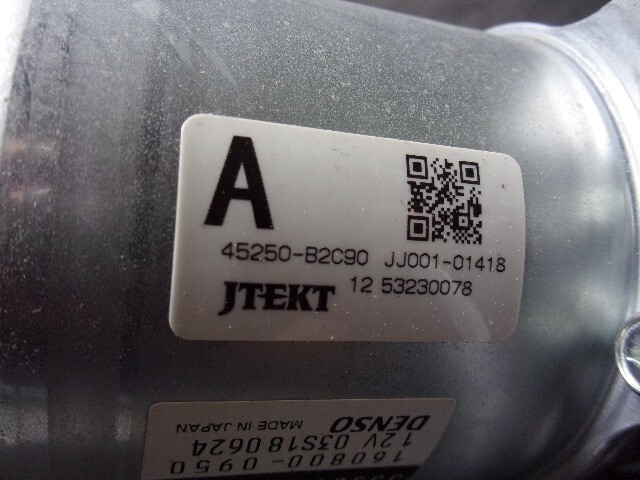 A
45250-B2C90 JJ001-01418
JTEKT 12 53230078
DENSO MADE IN JAPAN
12V 03S180624
160800-0950